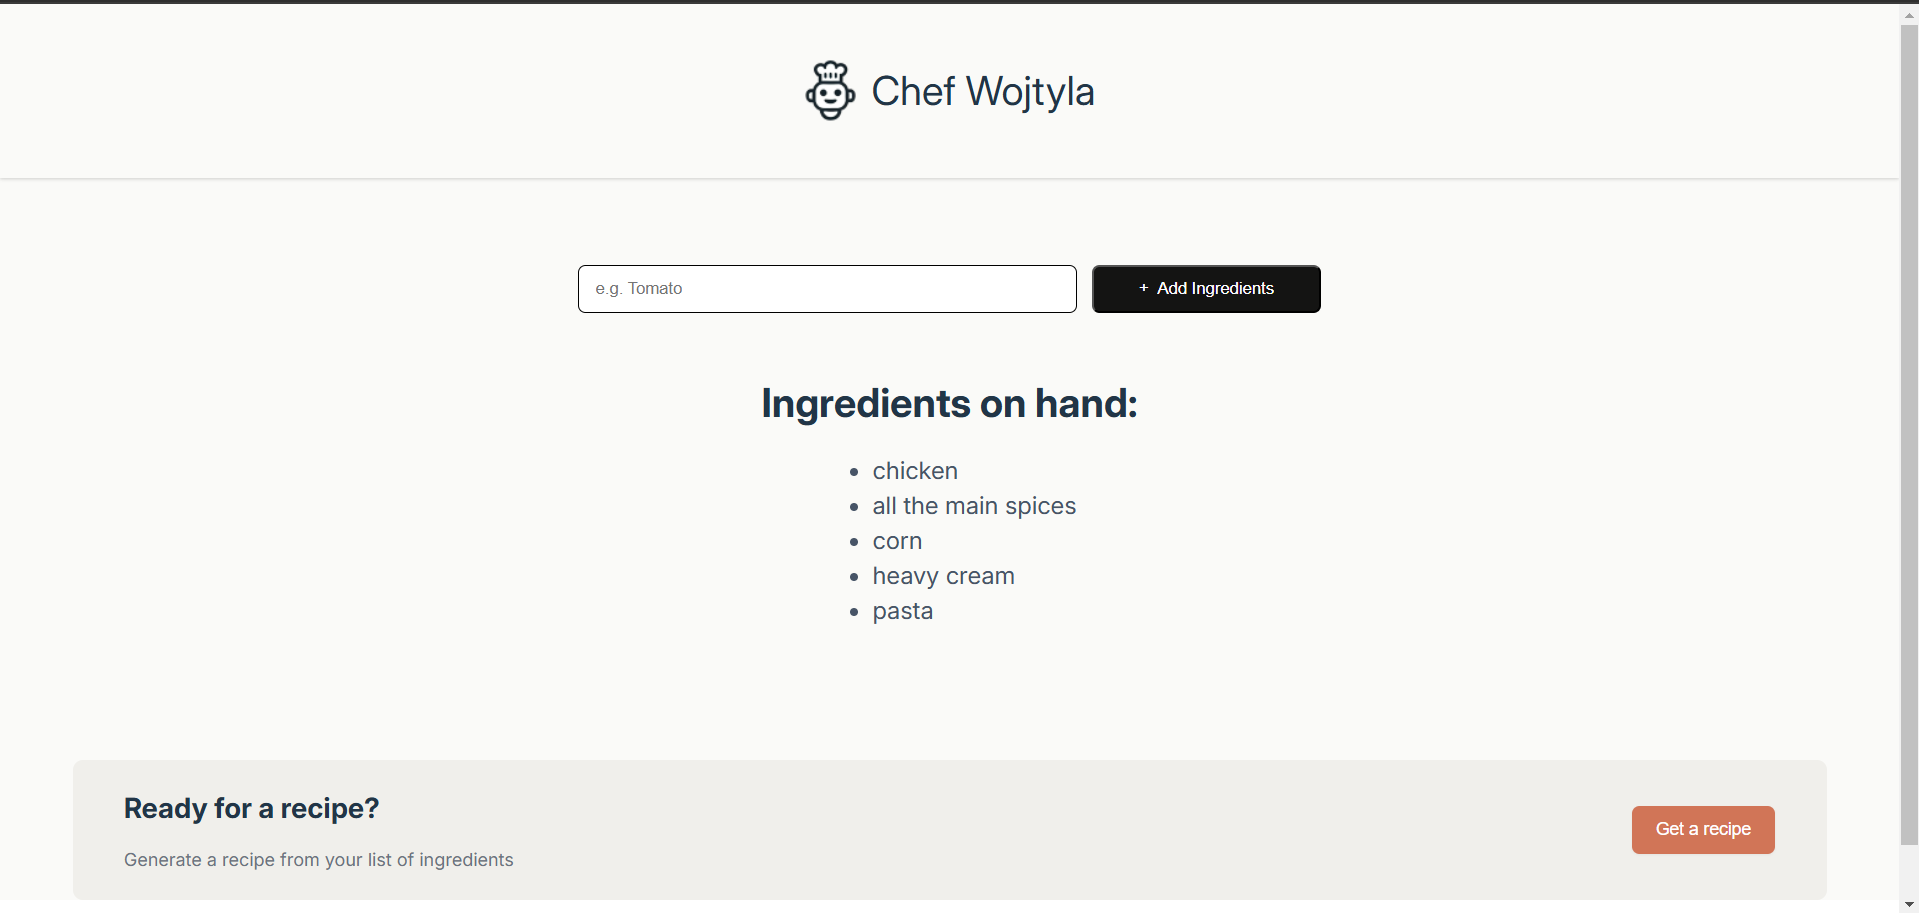 Chef Wojtyla
e.g. Tomato
+ Add Ingredients
Ingredients on hand:
• chicken
• all the main spices
• corn
• heavy cream
• pasta
Ready for a recipe?
Generate a recipe from your list of ingredients
Get a recipe